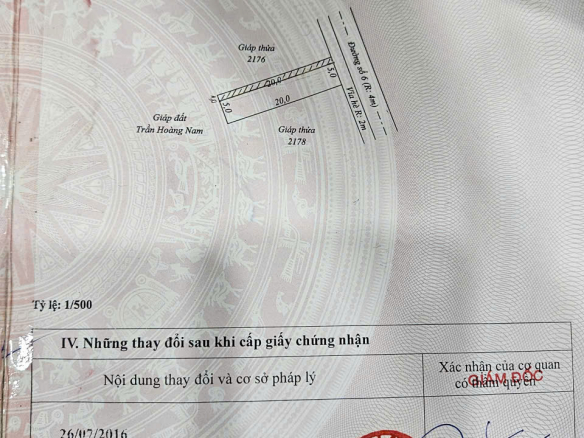 Giáp thửa
2176
Đường số 6 (R: 4m)
Vỉa hè R: 2m
20,0
5,0
5,0
20,0
Giáp đất
Trần Hoàng Nam
Giáp thửa
2178
Tỷ lệ: 1/500
IV. Những thay đổi sau khi cấp giấy chứng nhận
Nội dung thay đổi và cơ sở pháp lý
Xác nhận của cơ quan
có thẩm quyền
GIÁM ĐỐC
26/07/2016